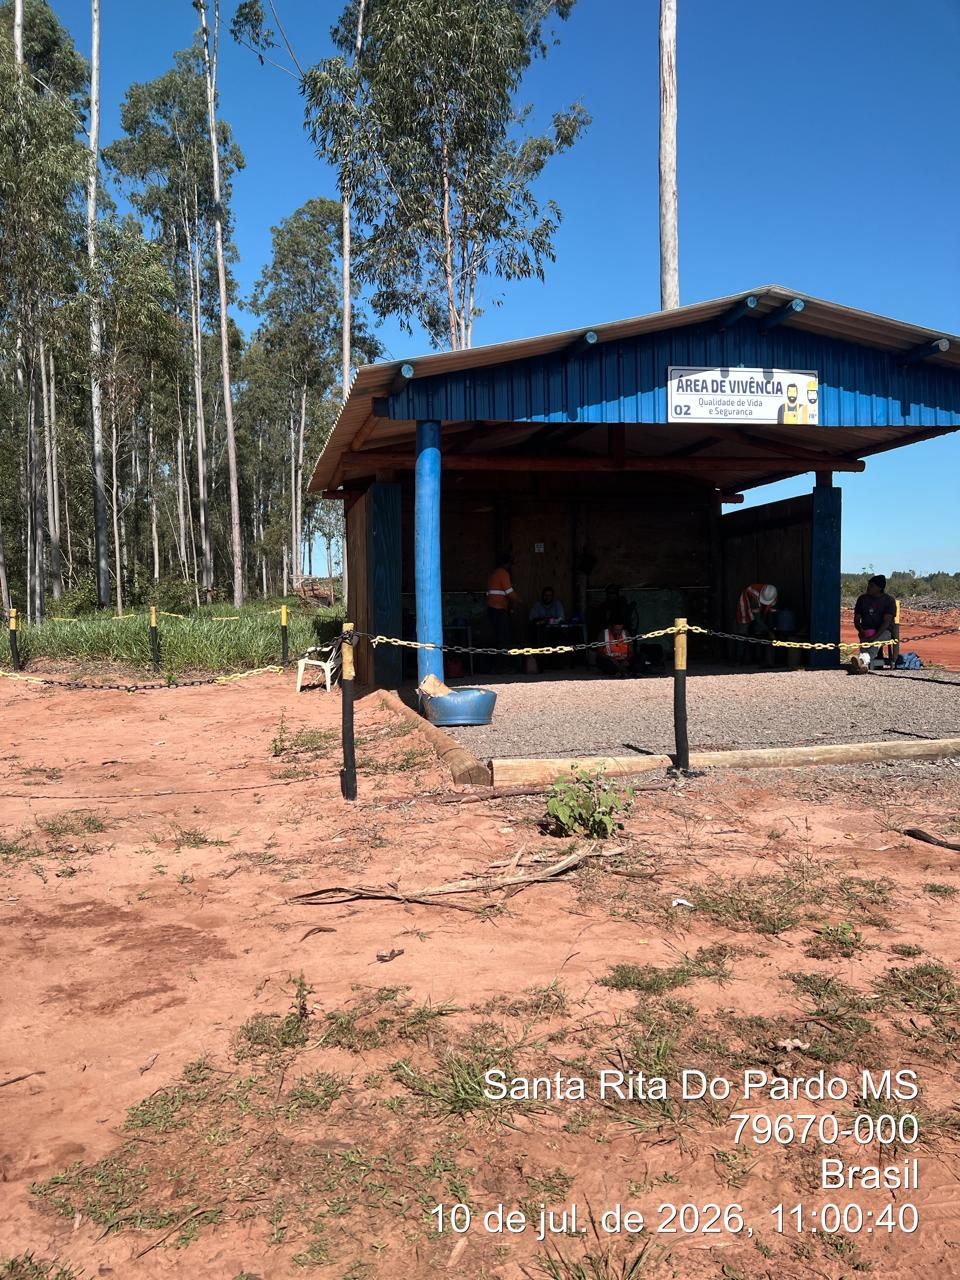 ÁREA DE VIVÊNCIA
Qualidade de Vida
02 e Segurança
Santa Rita Do Pardo MS
79670-000
Brasil
10 de jul. de 2026, 11:00:40